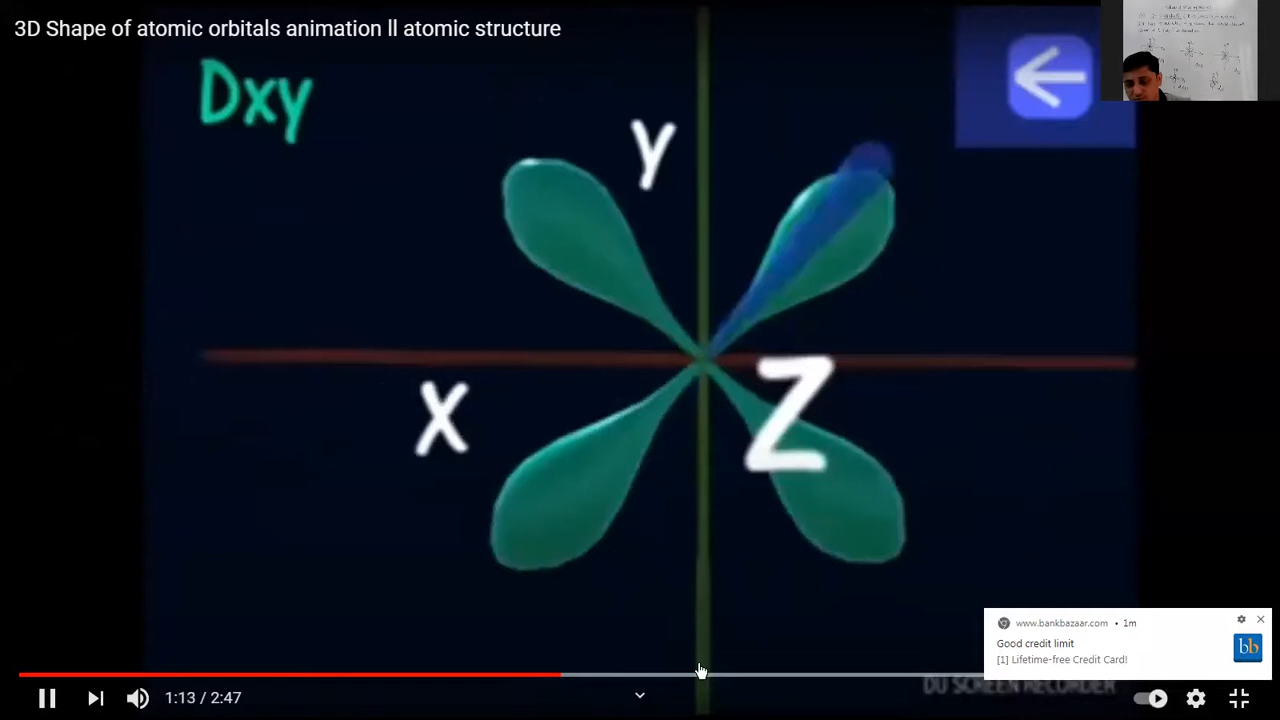 3D Shape of atomic orbitals animation ll atomic structure
Dxy
Y
X
Z
www.bankbazaar.com • 1m
Good credit limit
[1] Lifetime-free Credit Card!
bb
DU SCREEN RECORDER
1:13 / 2:47